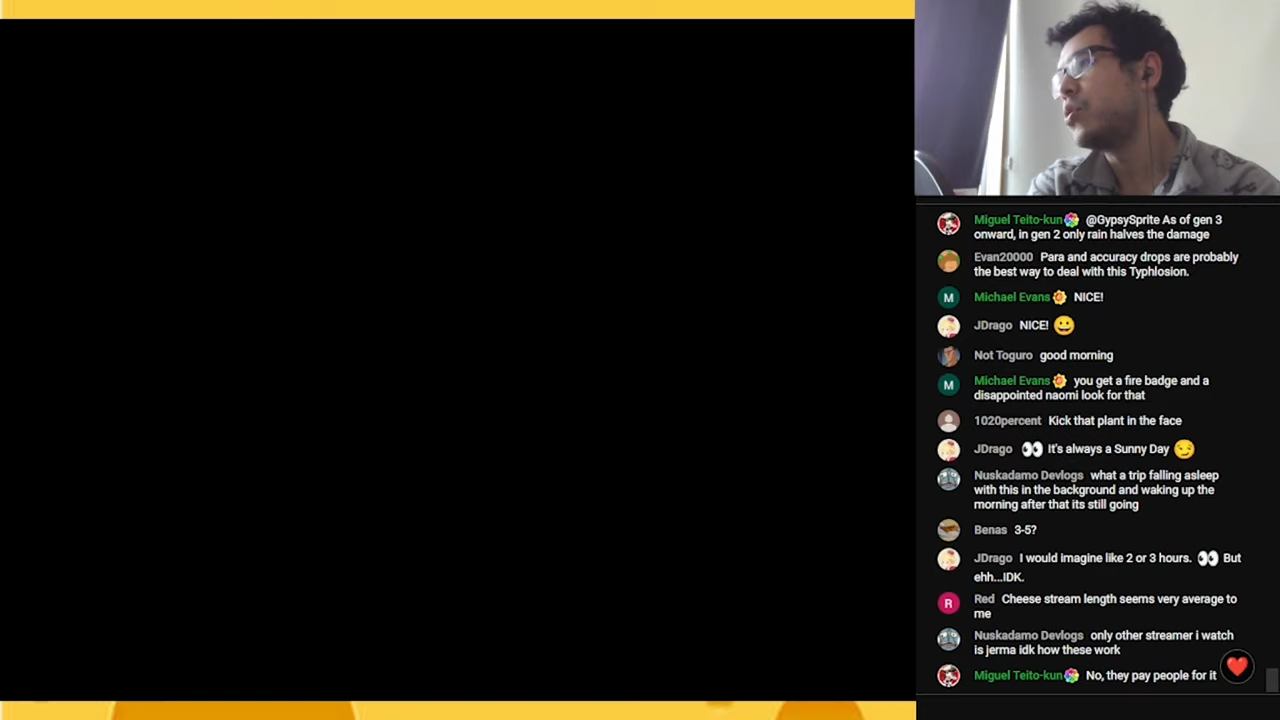 Miguel Teito-kun @GypsySprite As of gen 3
onward, in gen 2 only rain halves the damage
Evan20000 Para and accuracy drops are probably
the best way to deal with this Typhlosion.
M Michael Evans NICE!
JDrago NICE! 😀
Not Toguro good morning
M Michael Evans you get a fire badge and a
disappointed naomi look for that
1020percent Kick that plant in the face
JDrago 👀 It's always a Sunny Day 😏
Nuskadamo Devlogs what a trip falling asleep
with this in the background and waking up the
morning after that its still going
Benas 3-5?
JDrago I would imagine like 2 or 3 hours. 👀 But
ehh...IDK.
R Red Cheese stream length seems very average to
me
Nuskadamo Devlogs only other streamer i watch
is jerma idk how these work
Miguel Teito-kun No, they pay people for it